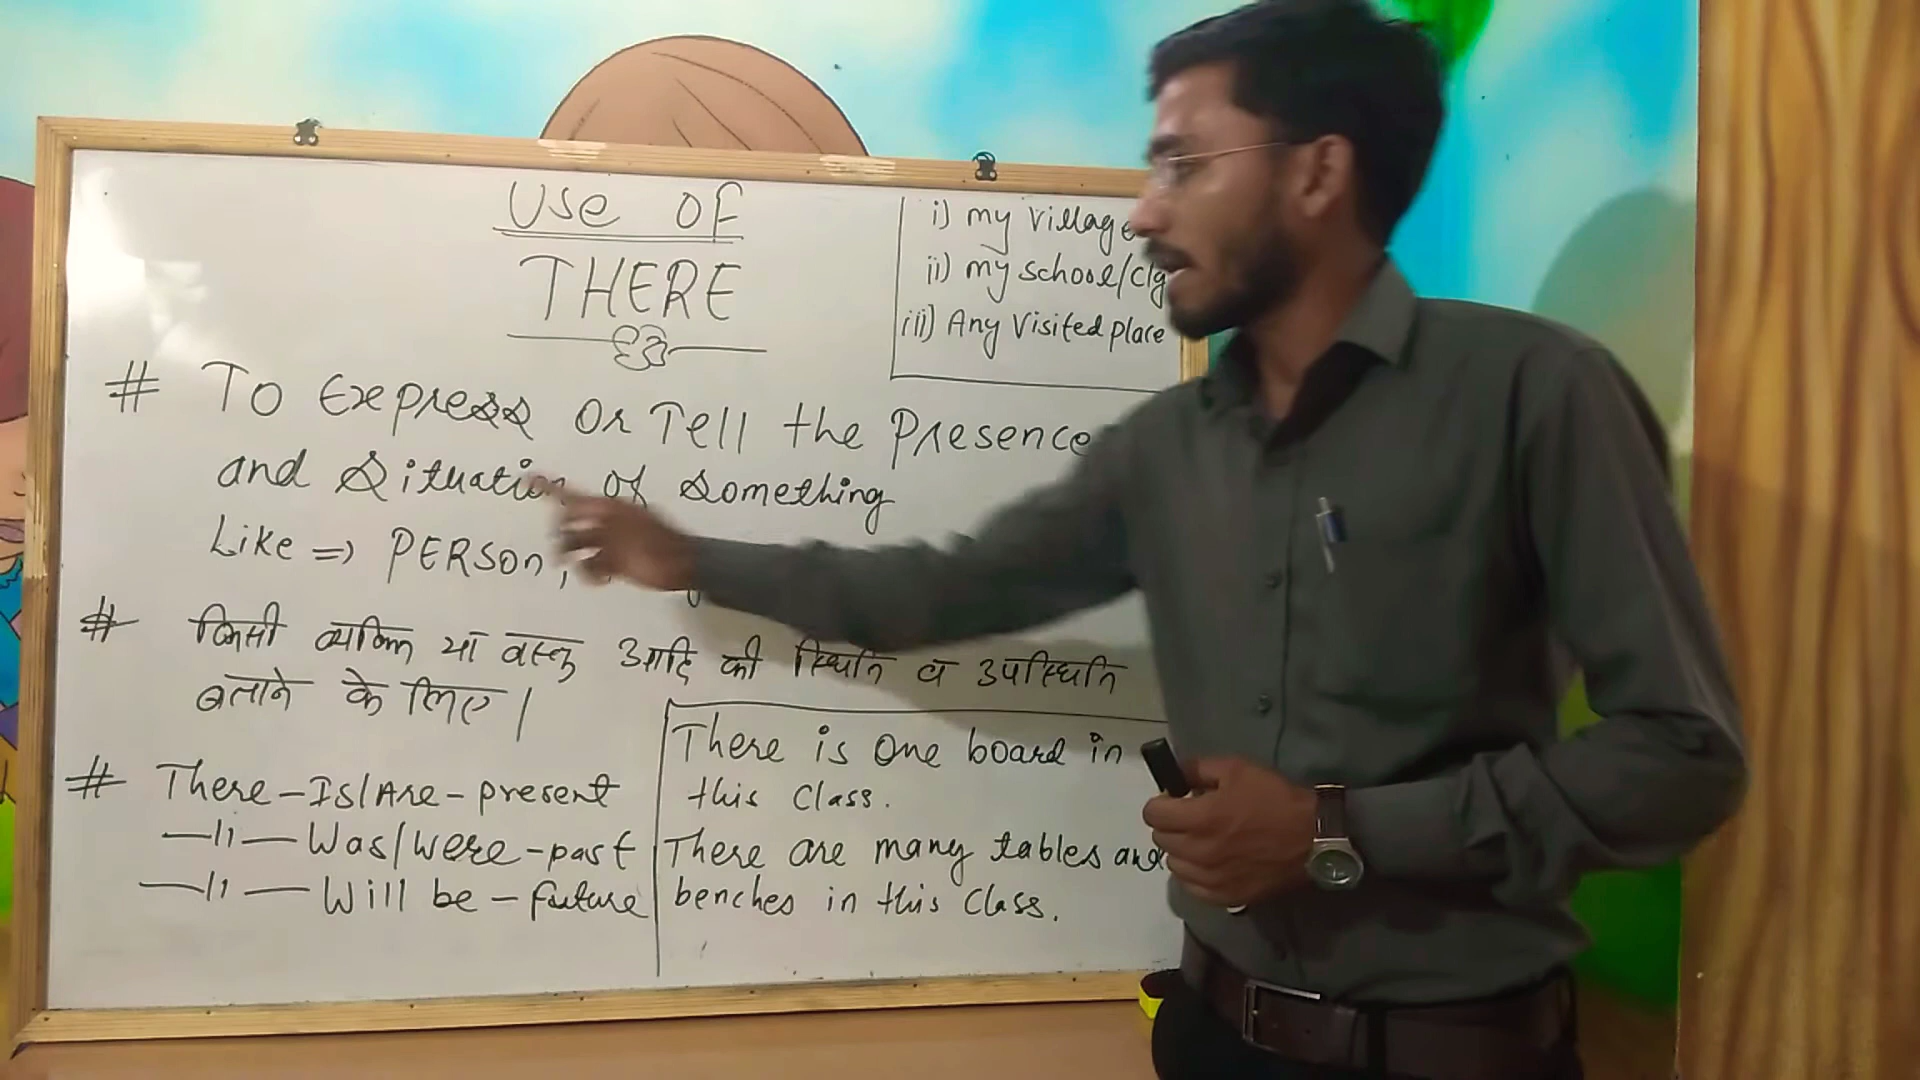 Use of
THERE
i) my village
ii) my school/clg
iii) Any Visited place
# To Express or Tell the Presence
and Situation of something
Like => PERSON,
# किसी व्यक्ति या वस्तु आदि की स्थिति व उपस्थिति
बताने के लिए।
# There-Is/Are-present
—11— Was/Were-past
—11— Will be-future
There is one board in
this class.
There are many tables and
benches in this class.